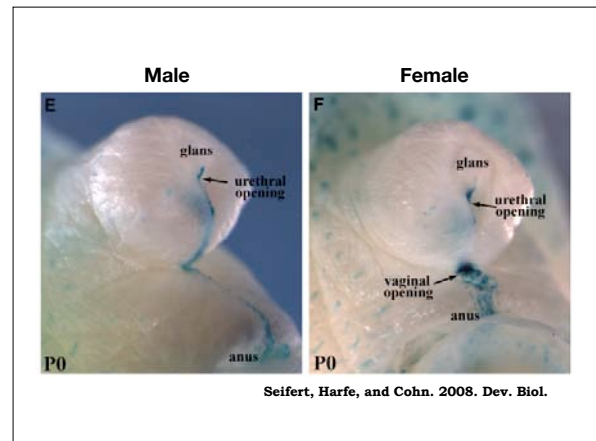 Male
Female
E
glans
urethral
opening
anus
P0
F
glans
urethral
opening
vaginal
opening
anus
P0
Seifert, Harfe, and Cohn. 2008. Dev. Biol.